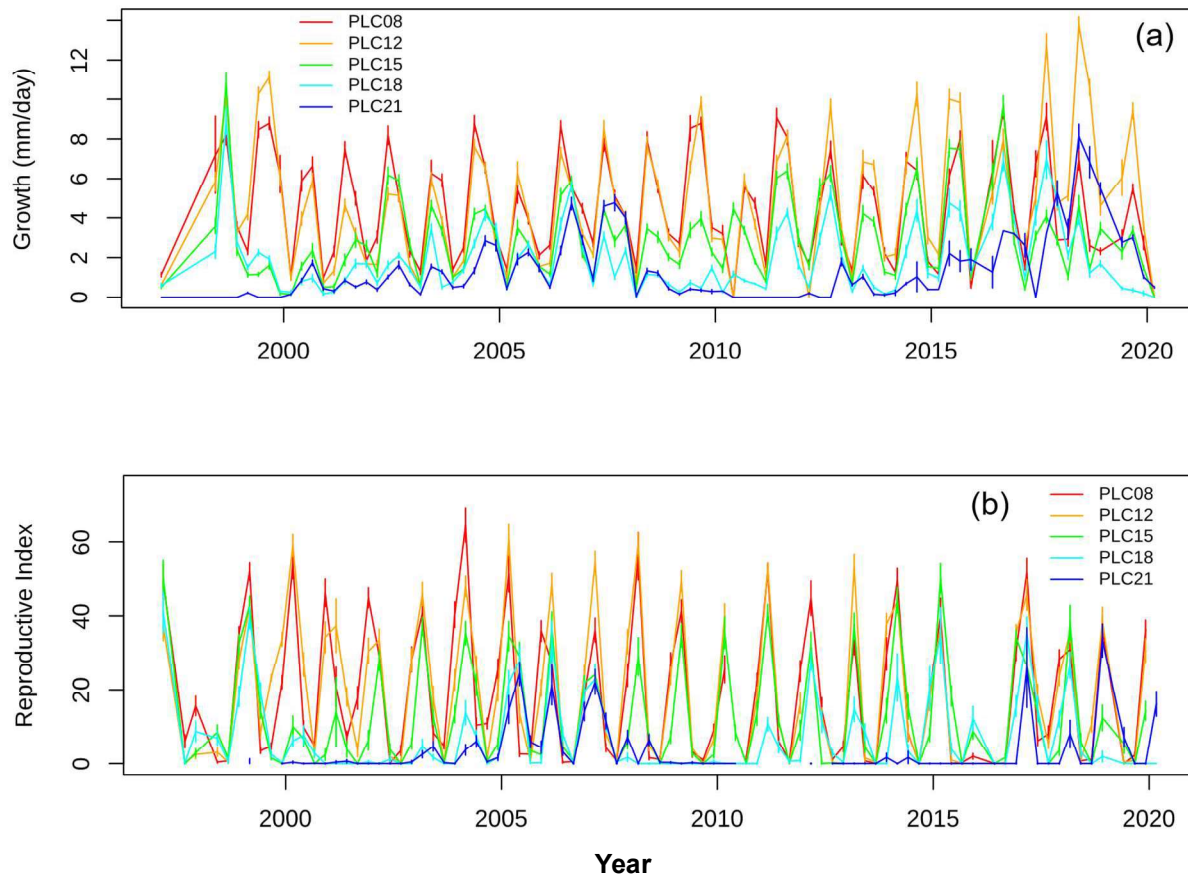 (a)
PLC08
PLC12
PLC15
PLC18
PLC21
Growth (mm/day)
12
8
6
4
2
0
2000 2005 2010 2015 2020
(b)
PLC08
PLC12
PLC15
PLC18
PLC21
Reproductive Index
60
40
20
0
2000 2005 2010 2015 2020
Year